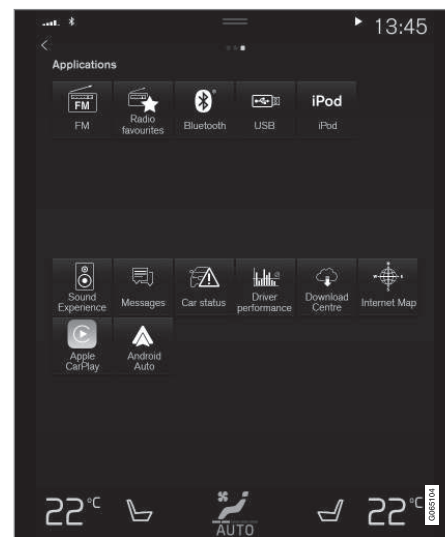 13:45
Applications
FM
iPod
FM
Radio
favourites
Bluetooth
USB
iPod
Sound
Experience
Messages
Car status
Driver
performance
Download
Centre
Internet Map
Apple
CarPlay
Android
Auto
22°C
AUTO
22°C
G065104